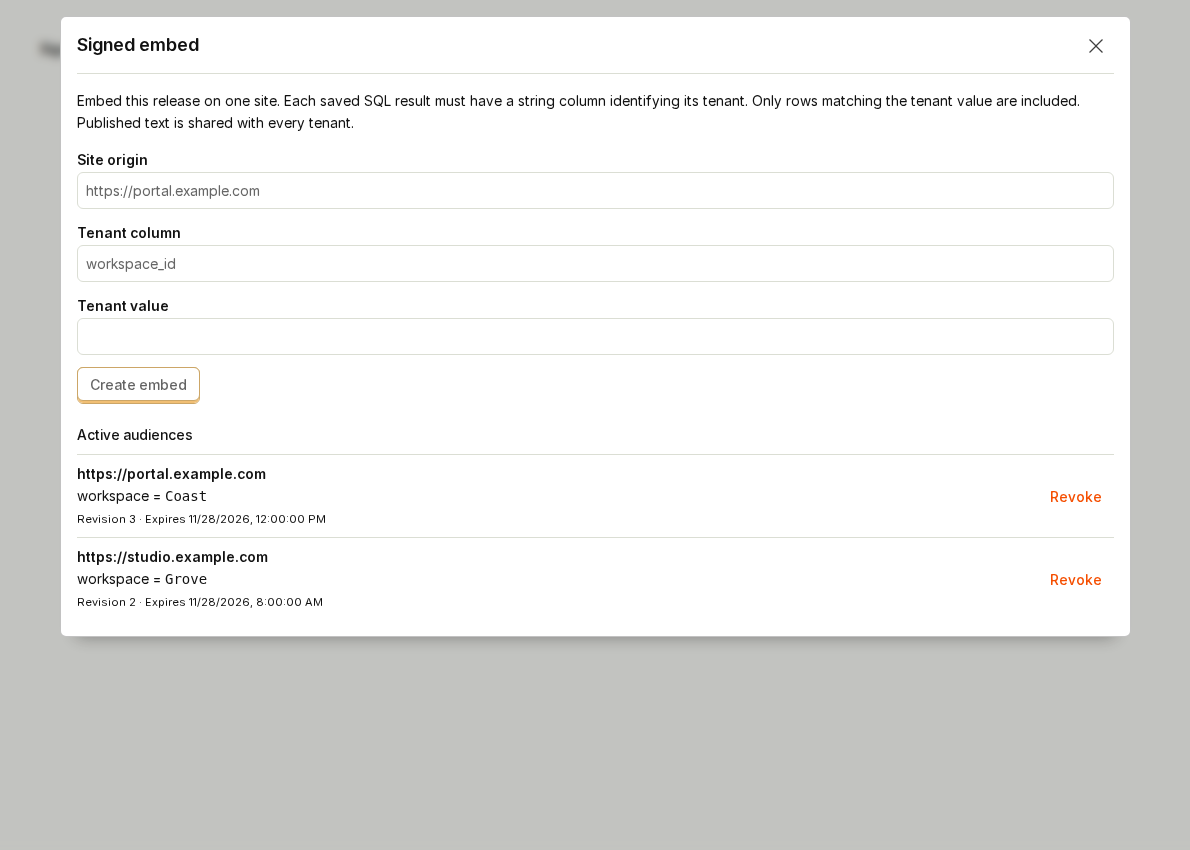 Signed embed
Embed this release on one site. Each saved SQL result must have a string column identifying its tenant. Only rows matching the tenant value are included.
Published text is shared with every tenant.
Site origin
https://portal.example.com
Tenant column
workspace_id
Tenant value
Create embed
Active audiences
https://portal.example.com
workspace = Coast
Revoke
Revision 3 · Expires 11/28/2026, 12:00:00 PM
https://studio.example.com
workspace = Grove
Revoke
Revision 2 · Expires 11/28/2026, 8:00:00 AM